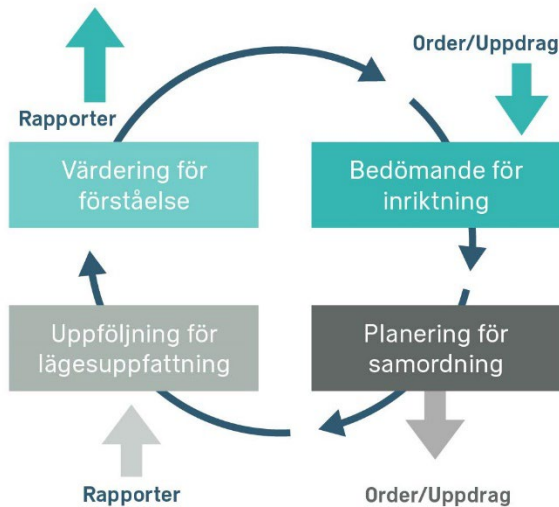 Order/Uppdrag
Rapporter
Värdering för
förståelse
Bedömande för
inriktning
Uppföljning för
lägesuppfattning
Planering för
samordning
Rapporter
Order/Uppdrag